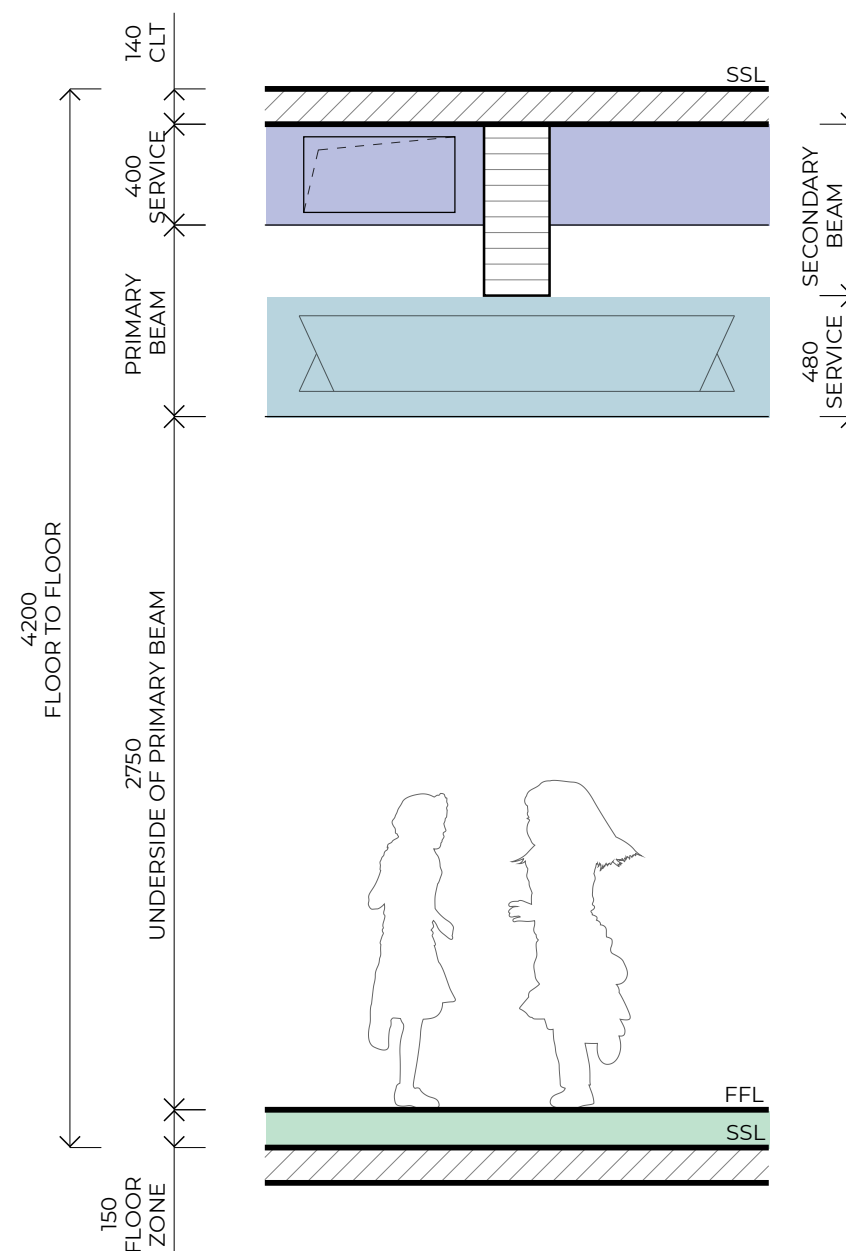 140
CLT
SSL
400
SERVICE
SECONDARY
BEAM
PRIMARY
BEAM
480
SERVICE
4200
FLOOR TO FLOOR
2750
UNDERSIDE OF PRIMARY BEAM
FFL
SSL
150
FLOOR
ZONE